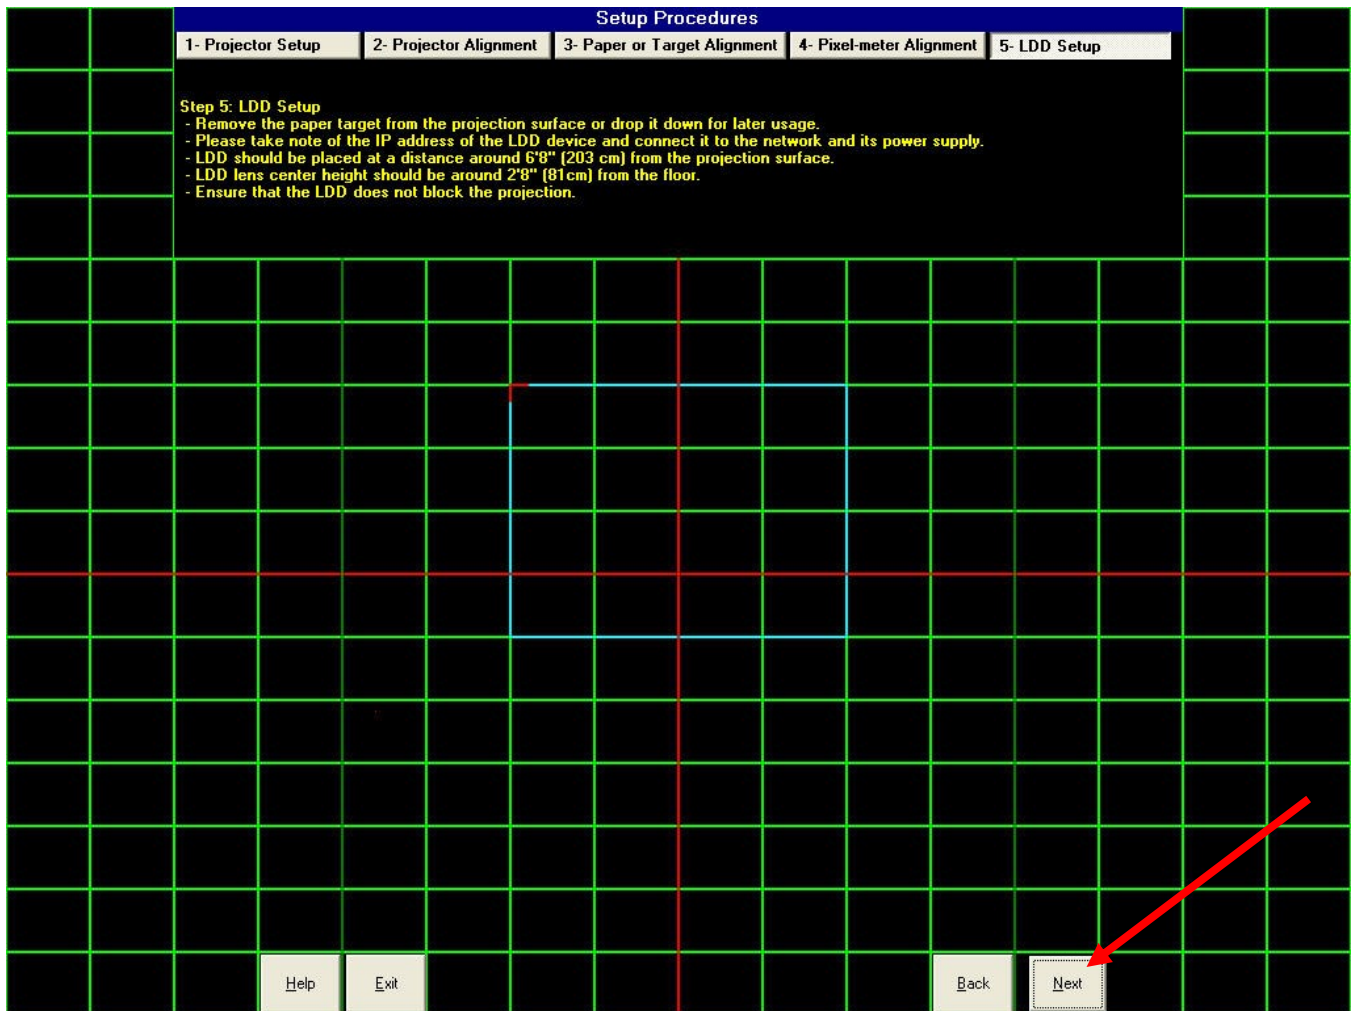 Setup Procedures
1- Projector Setup
2- Projector Alignment
3- Paper or Target Alignment
4- Pixel-meter Alignment
5- LDD Setup
Step 5: LDD Setup
- Remove the paper target from the projection surface or drop it down for later usage.
- Please take note of the IP address of the LDD device and connect it to the network and its power supply.
- LDD should be placed at a distance around 6'8" (203 cm) from the projection surface.
- LDD lens center height should be around 2'8" (81cm) from the floor.
- Ensure that the LDD does not block the projection.
Help
Exit
Back
Next